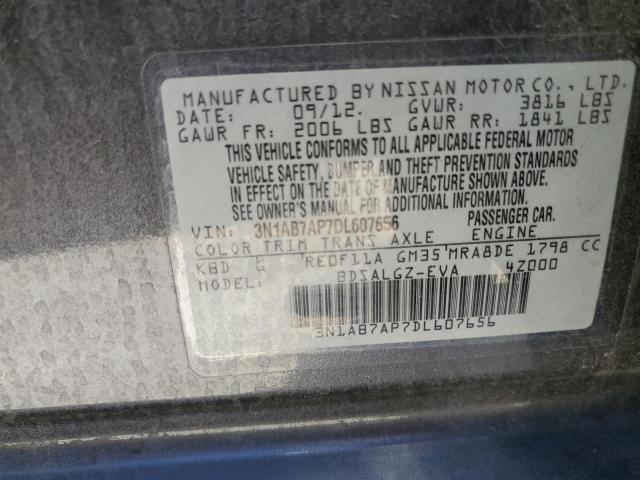 MANUFACTURED BY NISSAN MOTOR CO., LTD.
DATE: 09/12. GVWR: 3816 LBS
GAWR FR: 2006 LBS GAWR RR: 1841 LBS
THIS VEHICLE CONFORMS TO ALL APPLICABLE FEDERAL MOTOR
VEHICLE SAFETY, BUMPER AND THEFT PREVENTION STANDARDS
IN EFFECT ON THE DATE OF MANUFACTURE SHOWN ABOVE.
SEE OWNER'S MANUAL FOR ADDITIONAL INFORMATION.
VIN: 3N1AB7AP7DL607656 PASSENGER CAR.
COLOR TRIM TRANS AXLE ENGINE
KBD G RE0F11A GM35 MRA8DE 1798 CC
MODEL: BDSALGZ-EVA 4Z000
3N1AB7AP7DL607656